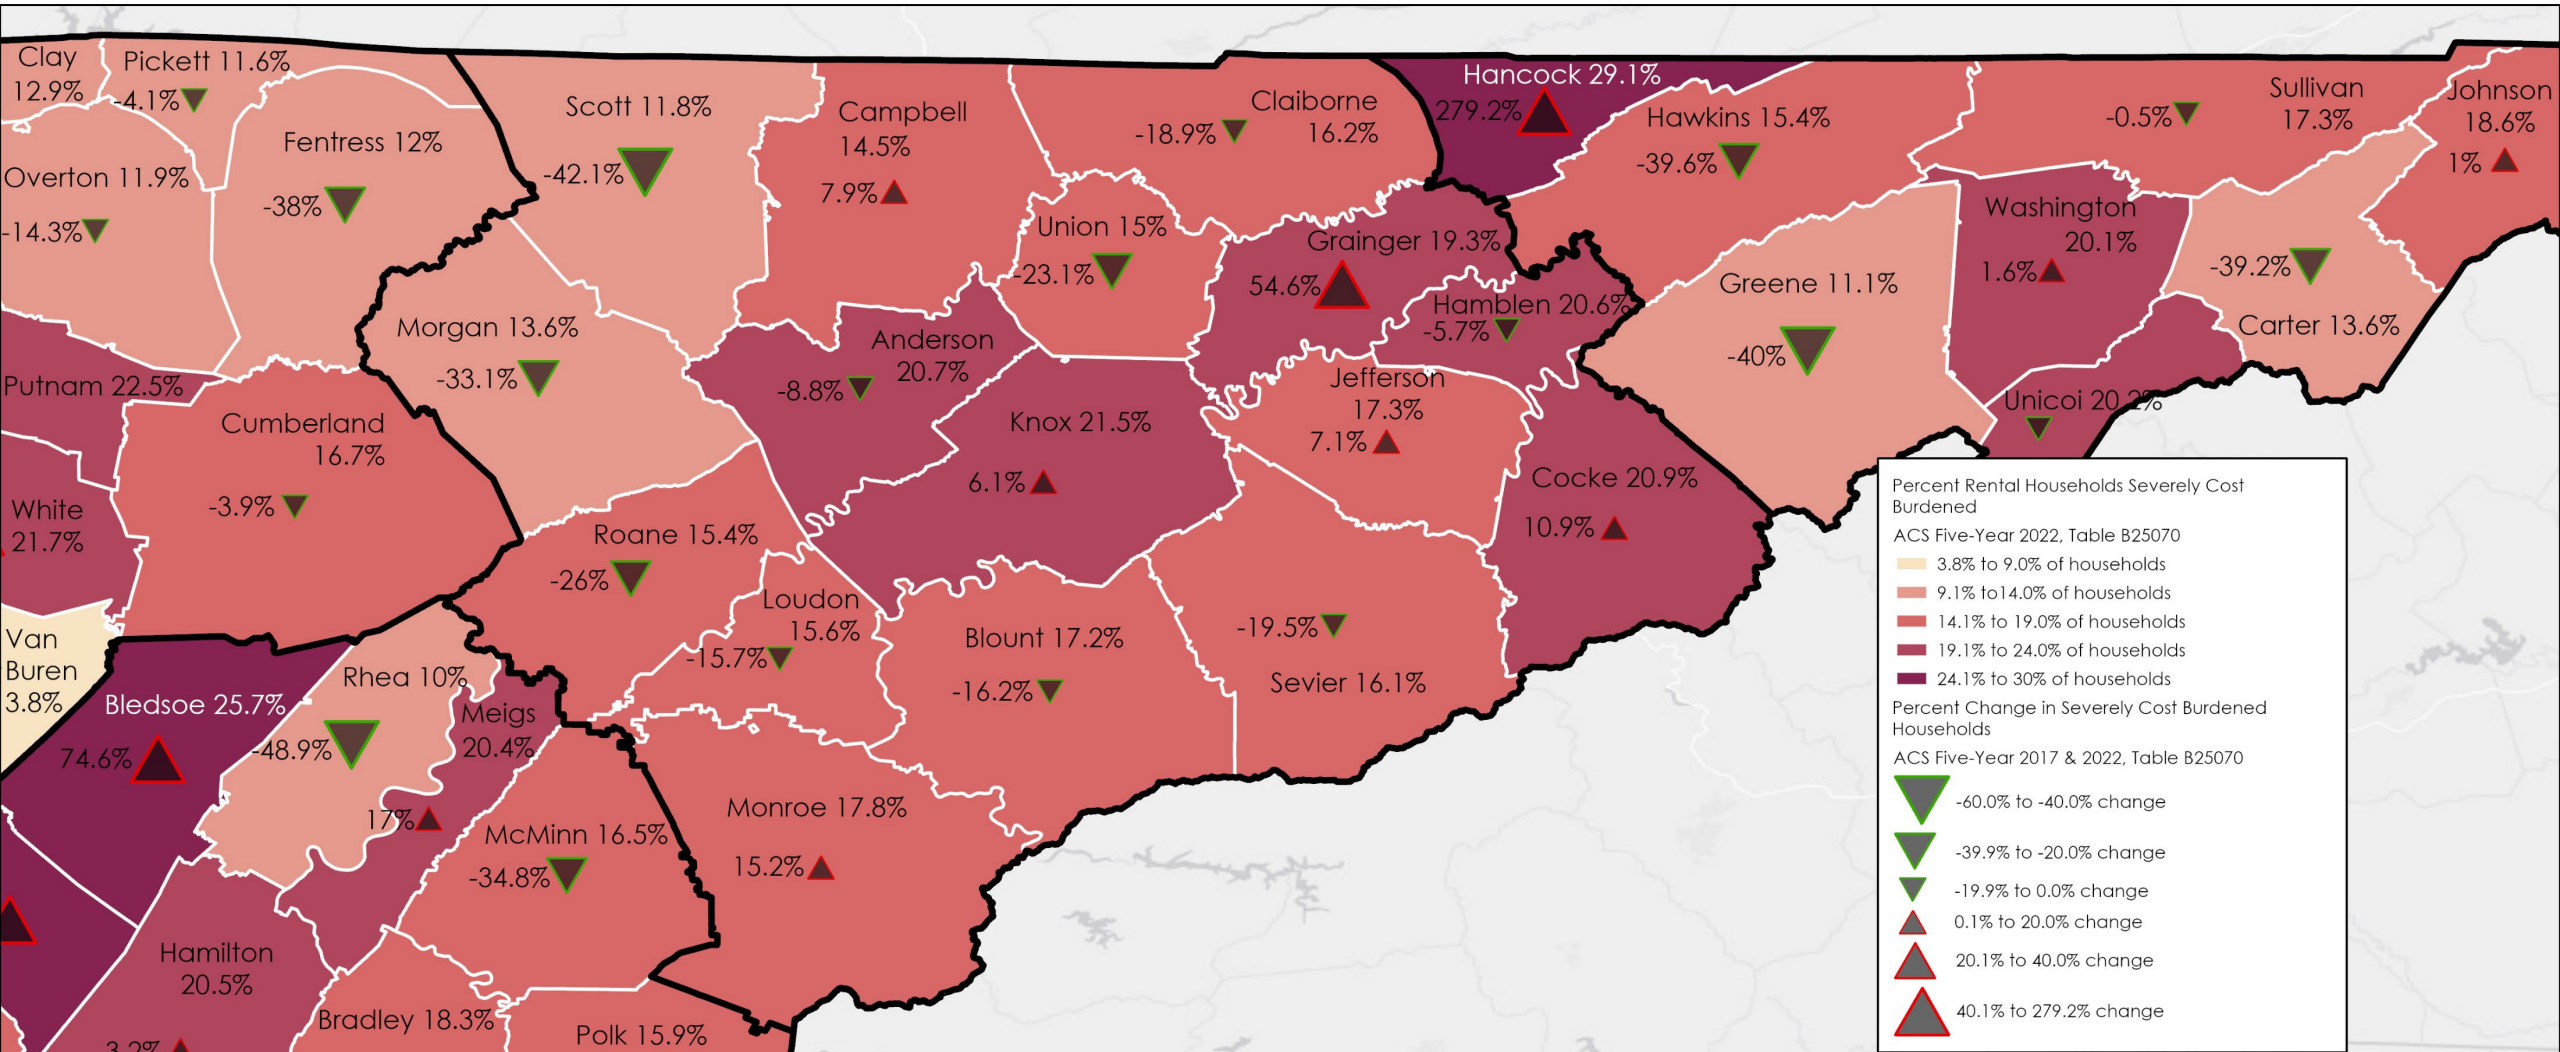 Clay
12.9%
Pickett 11.6%
-4.1%
Fentress 12%
-38%
Overton 11.9%
-14.3%
Scott 11.8%
-42.1%
Campbell
14.5%
7.9%
Claiborne
16.2%
-18.9%
Hancock 29.1%
279.2%
Hawkins 15.4%
-39.6%
Sullivan
17.3%
-0.5%
Johnson
18.6%
1%
Union 15%
-23.1%
Grainger 19.3%
54.6%
Hamblen 20.6%
-5.7%
Washington
20.1%
1.6%
Greene 11.1%
-40%
Carter 13.6%
-39.2%
Unicoi 20.2%
Morgan 13.6%
-33.1%
Anderson
20.7%
-8.8%
Jefferson
17.3%
7.1%
Knox 21.5%
6.1%
Putnam 22.5%
Cumberland
16.7%
-3.9%
White
21.7%
Cocke 20.9%
10.9%
Roane 15.4%
-26%
Loudon
15.6%
-15.7%
Blount 17.2%
-16.2%
-19.5%
Sevier 16.1%
Van
Buren
3.8%
Bledsoe 25.7%
74.6%
Rhea 10%
-48.9%
Meigs
20.4%
17%
McMinn 16.5%
-34.8%
Monroe 17.8%
15.2%
Hamilton
20.5%
3.2%
Bradley 18.3%
Polk 15.9%
Percent Rental Households Severely Cost
Burdened
ACS Five-Year 2022, Table B25070
3.8% to 9.0% of households
9.1% to14.0% of households
14.1% to 19.0% of households
19.1% to 24.0% of households
24.1% to 30% of households
Percent Change in Severely Cost Burdened
Households
ACS Five-Year 2017 & 2022, Table B25070
-60.0% to -40.0% change
-39.9% to -20.0% change
-19.9% to 0.0% change
0.1% to 20.0% change
20.1% to 40.0% change
40.1% to 279.2% change